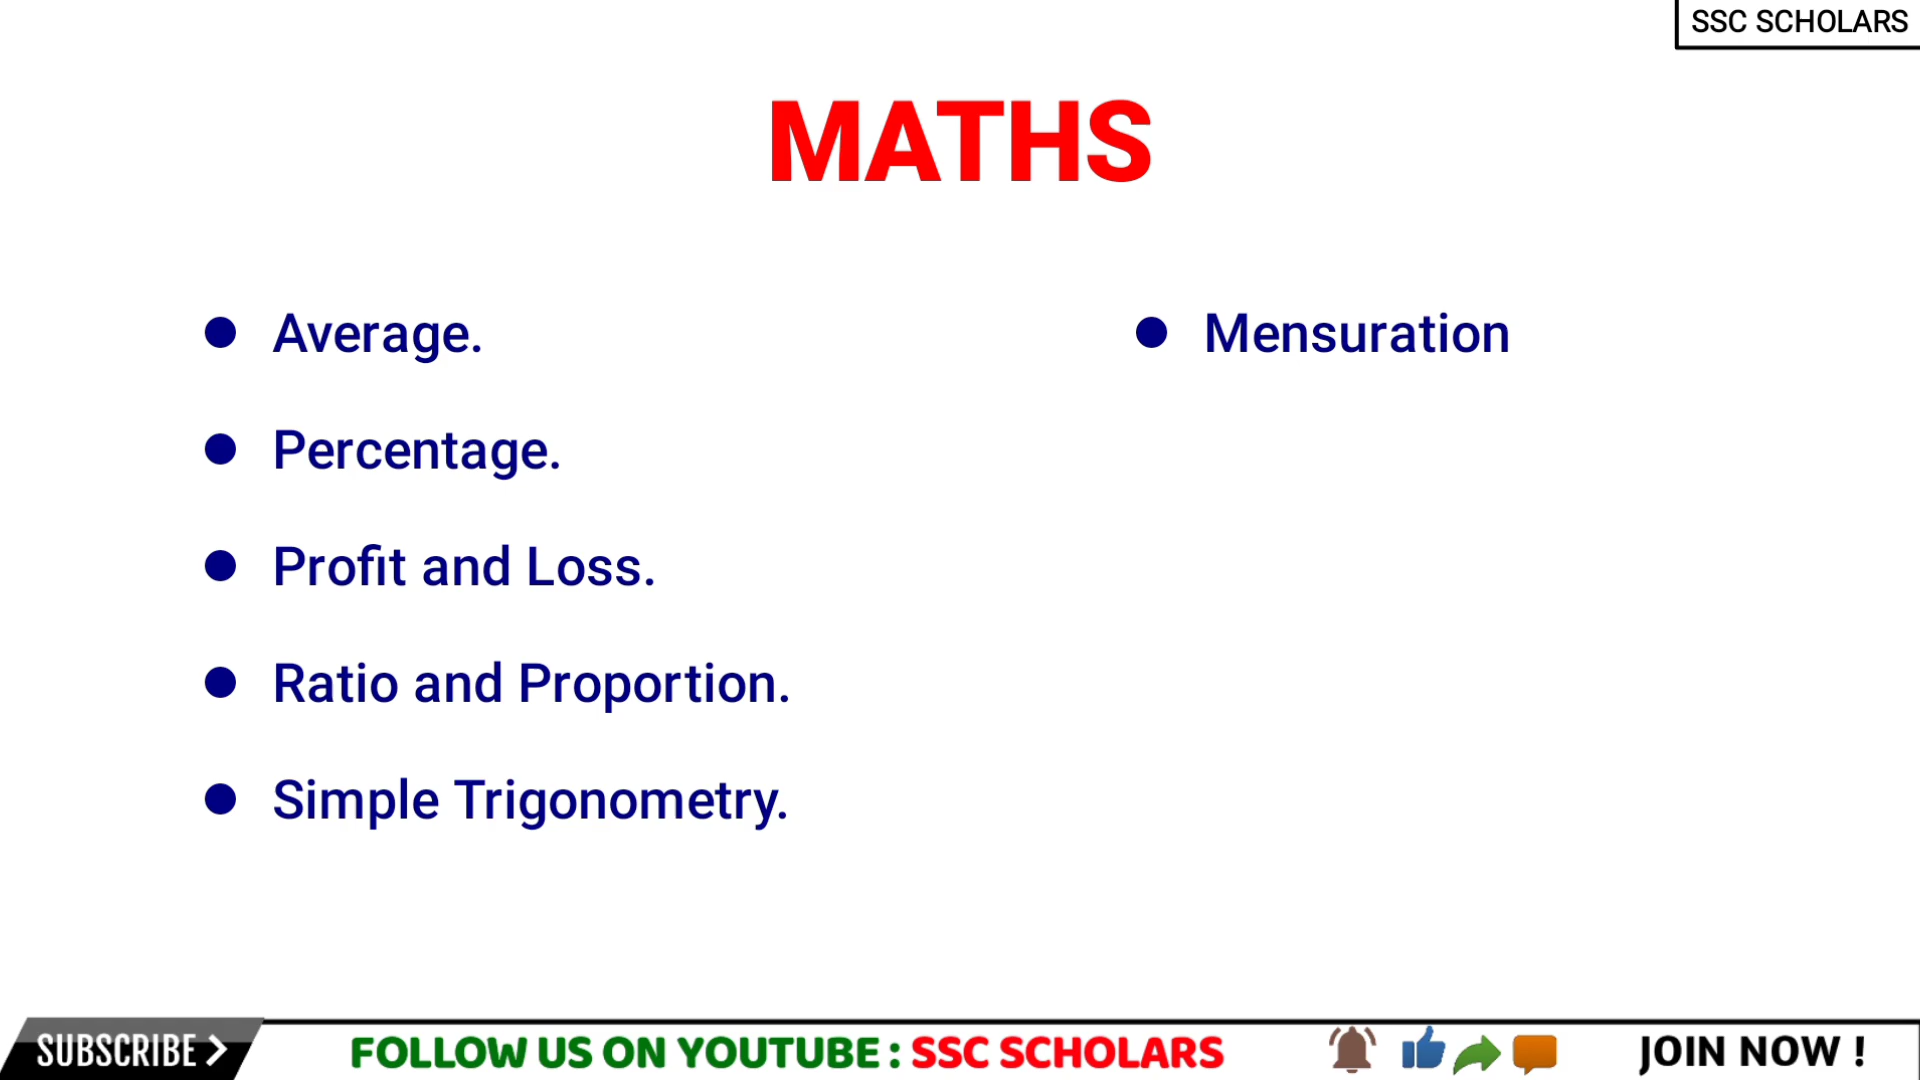 SSC SCHOLARS
MATHS
Average.
Percentage.
Profit and Loss.
Ratio and Proportion.
Simple Trigonometry.
Mensuration
SUBSCRIBE
FOLLOW US ON YOUTUBE : SSC SCHOLARS
JOIN NOW !